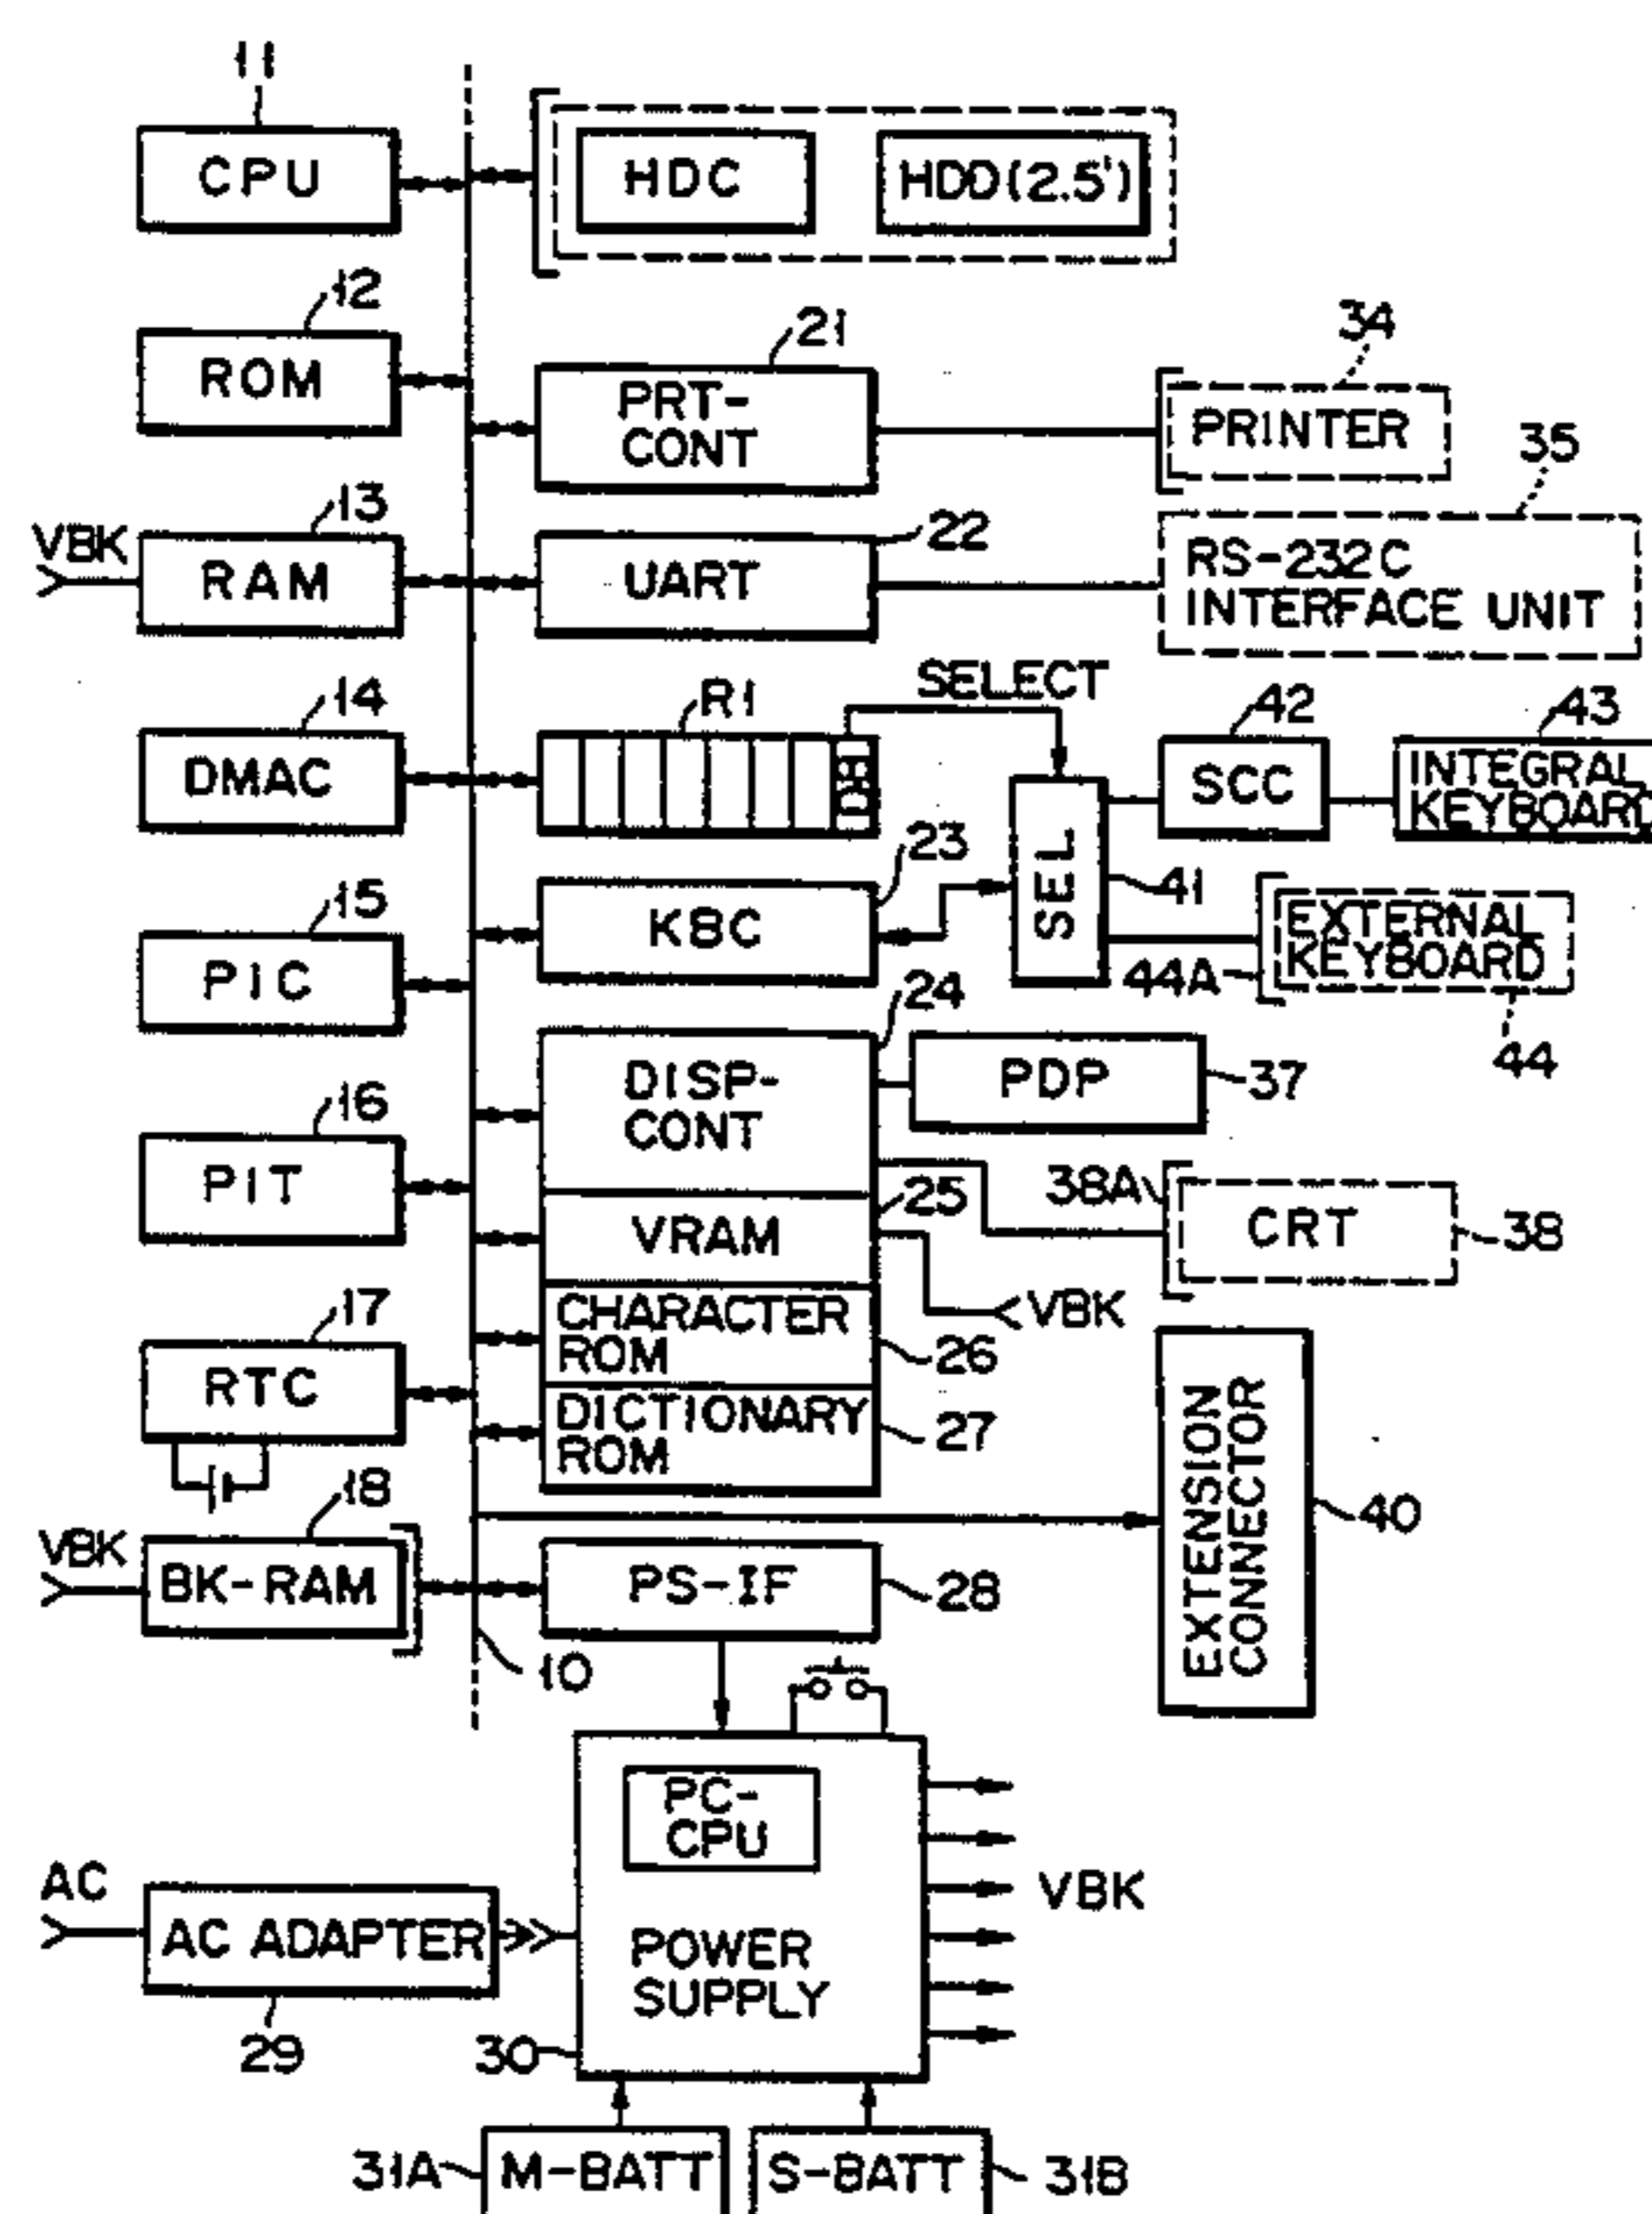 11
CPU
HDC
HDD(2.5')
12
ROM
21
PRT-
CONT
34
PRINTER
35
VBK
13
RAM
22
UART
RS-232C
INTERFACE UNIT
14
DMAC
R1
SELECT
42
SCC
43
INTEGRAL
KEYBOARD
23
KBC
SEL
41
EXTERNAL
KEYBOARD
44A
44
15
PIC
24
DISP-
CONT
PDP
37
16
PIT
25
VRAM
38A
CRT
38
VBK
17
RTC
CHARACTER
ROM
26
DICTIONARY
ROM
27
EXTENSION
CONNECTOR
40
18
VBK
BK-RAM
PS-IF
28
10
PC-
CPU
VBK
AC
AC ADAPTER
29
POWER
SUPPLY
30
31A
M-BATT
S-BATT
31B